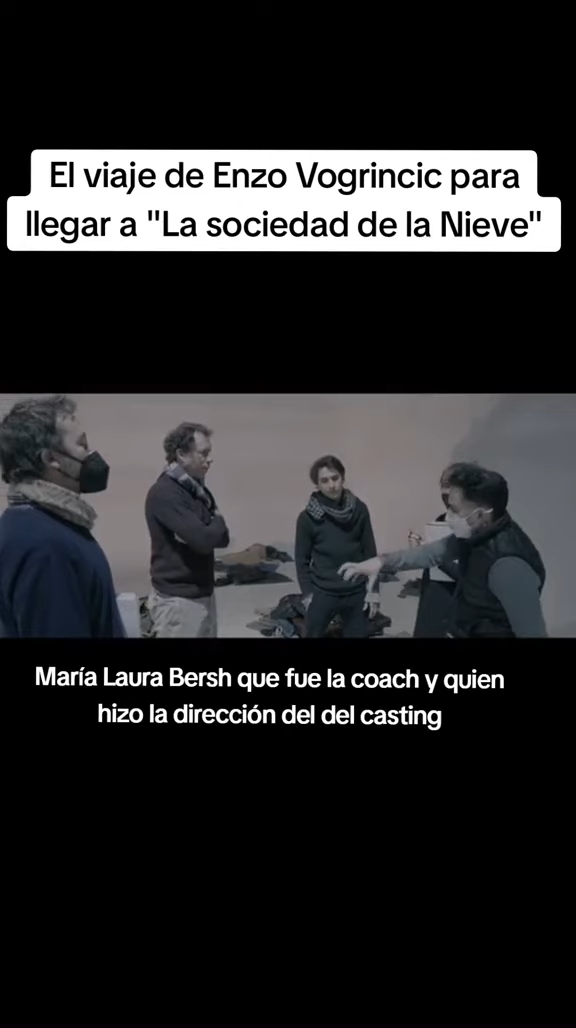 El viaje de Enzo Vogrincic para
llegar a "La sociedad de la Nieve"
María Laura Bersh que fue la coach y quien
hizo la dirección del del casting